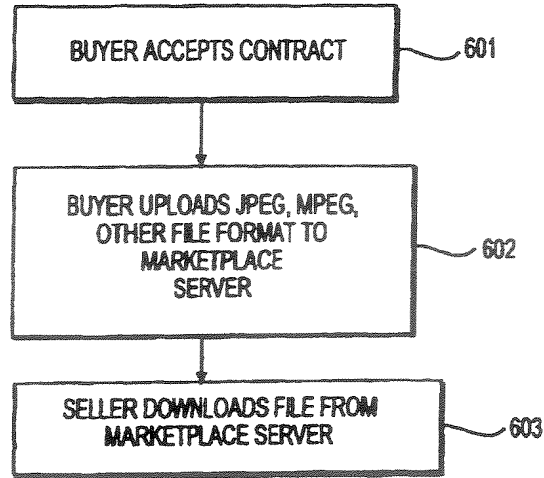 BUYER ACCEPTS CONTRACT
601
BUYER UPLOADS JPEG, MPEG,
OTHER FILE FORMAT TO
MARKETPLACE
SERVER
602
SELLER DOWNLOADS FILE FROM
MARKETPLACE SERVER
603